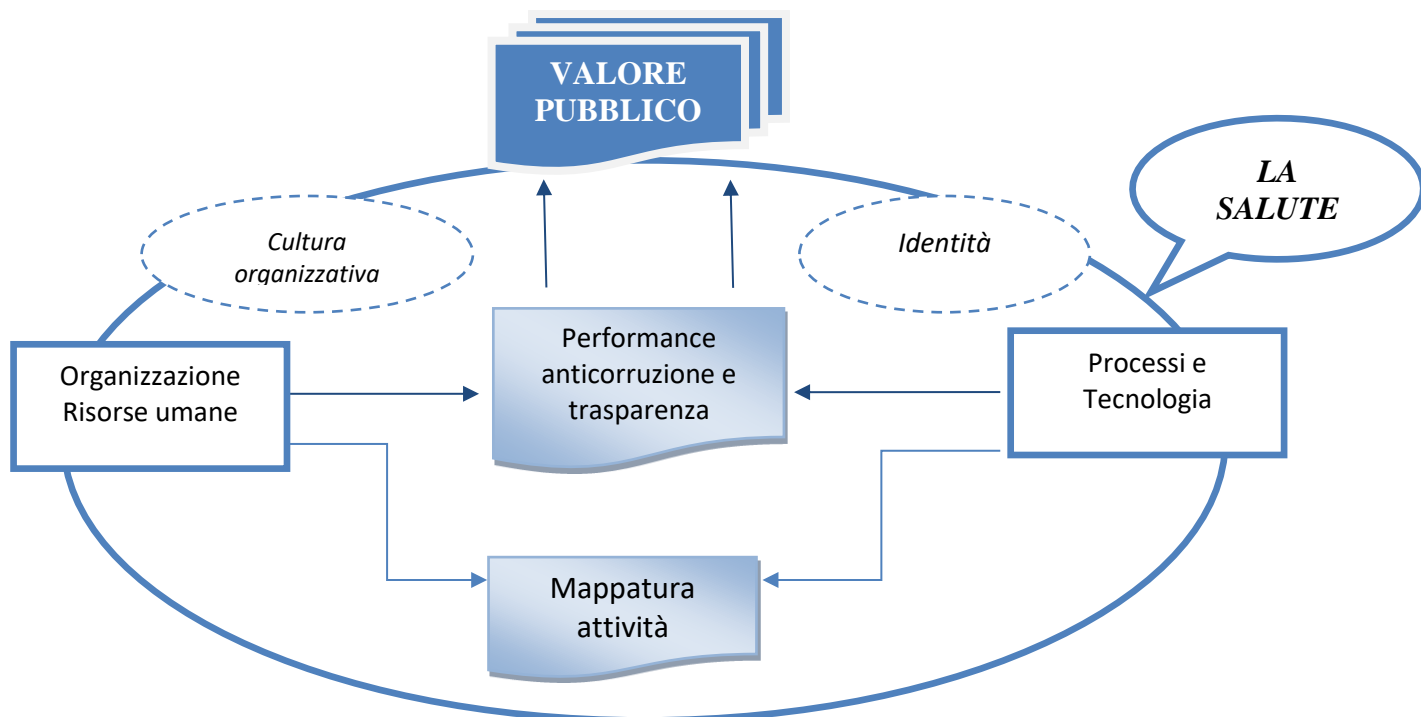 VALORE
PUBBLICO
LA
SALUTE
Cultura
organizzativa
Identità
Performance
anticorruzione e
trasparenza
Organizzazione
Risorse umane
Processi e
Tecnologia
Mappatura
attività